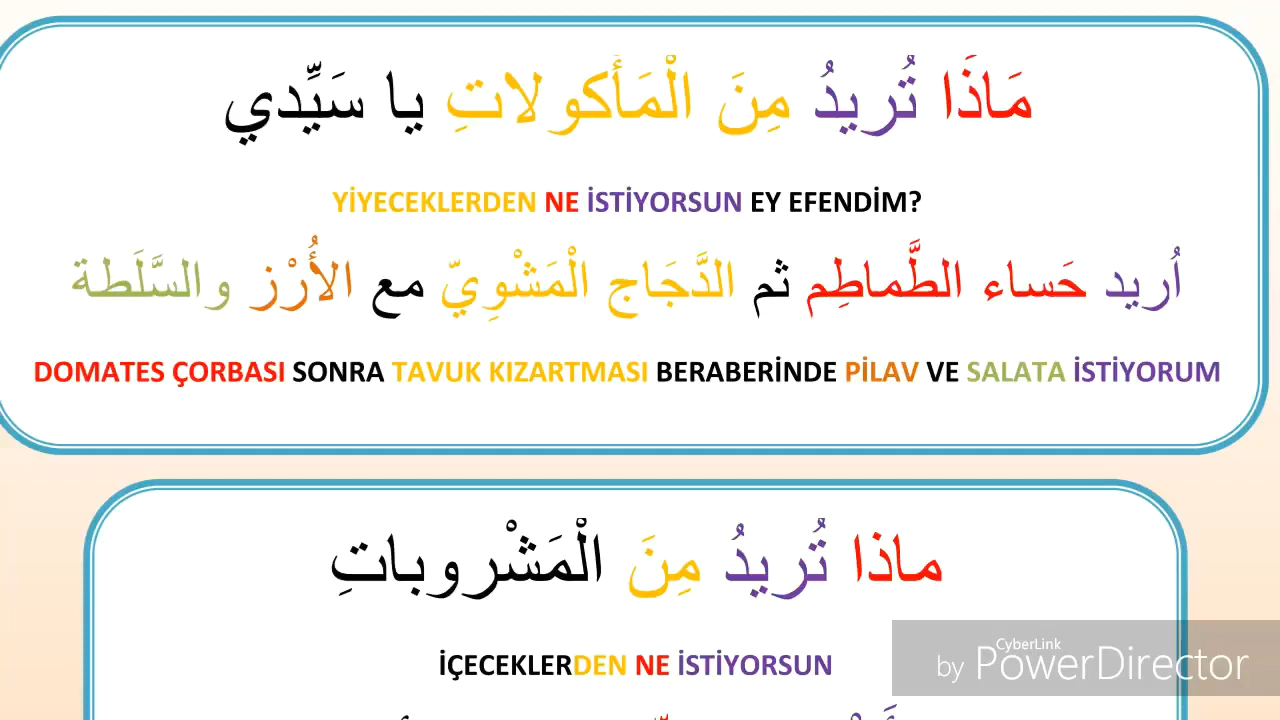 مَاذَا تُريدُ مِنَ الْمَأكولاتِ يا سَيِّدي
YİYECEKLERDEN NE İSTİYORSUN EY EFENDİM?
اُريد حَساء الطَّماطِم ثم الدَّجَاج الْمَشْوِيّ مع الأُرْز والسَّلَطة
DOMATES ÇORBASI SONRA TAVUK KIZARTMASI BERABERİNDE PİLAV VE SALATA İSTİYORUM
ماذا تُريدُ مِنَ الْمَشْروباتِ
İÇECEKLERDEN NE İSTİYORSUN
CyberLink
by PowerDirector